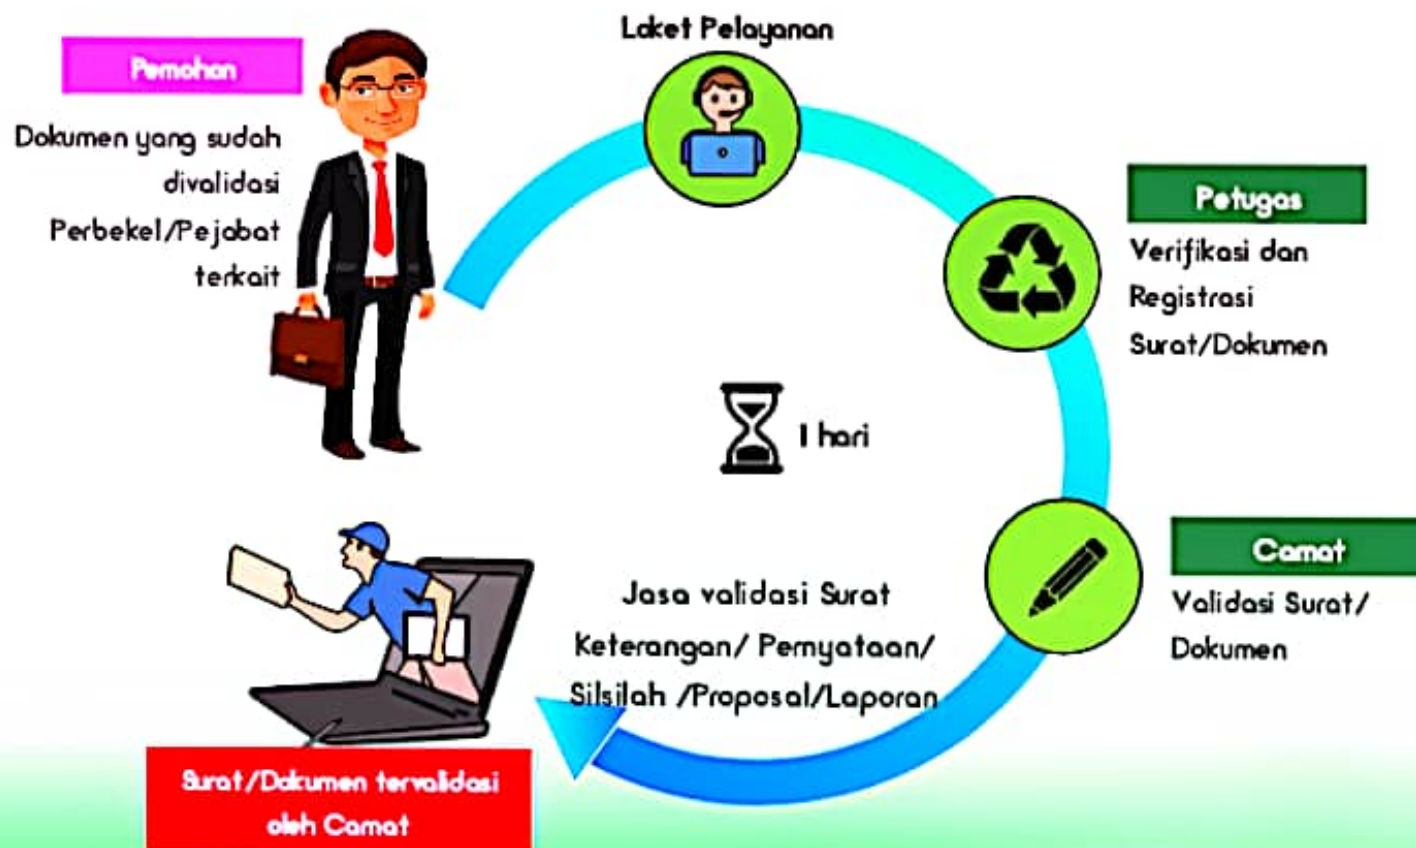 Loket Pelayanan
Pemohon
Dokumen yang sudah
divalidasi
Perbekel/Pejabat
terkait
Petugas
Verifikasi dan
Registrasi
Surat/Dokumen
1 hari
Camat
Validasi Surat/
Dokumen
Jasa validasi Surat
Keterangan/ Pernyataan/
Silsilah /Proposal/Laporan
Surat/Dokumen tervalidasi
oleh Camat